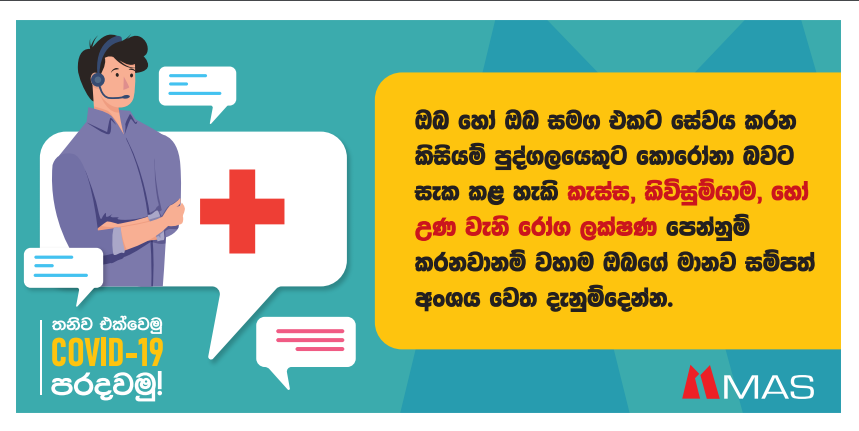 ඔබ හෝ ඔබ සමග එකට සේවය කරන
කිසියම් පුද්ගලයෙකුට කොරෝනා බවට
සැක කළ හැකි කැස්ස, කිවිසුම්යාම, හෝ
උණ වැනි රෝග ලක්ෂණ පෙන්නුම්
කරනවානම් වහාම ඔබගේ මානව සම්පත්
අංශය වෙත දැනුම්දෙන්න.
තනිව එක්වෙමු
COVID-19
පරදවමු!
MAS